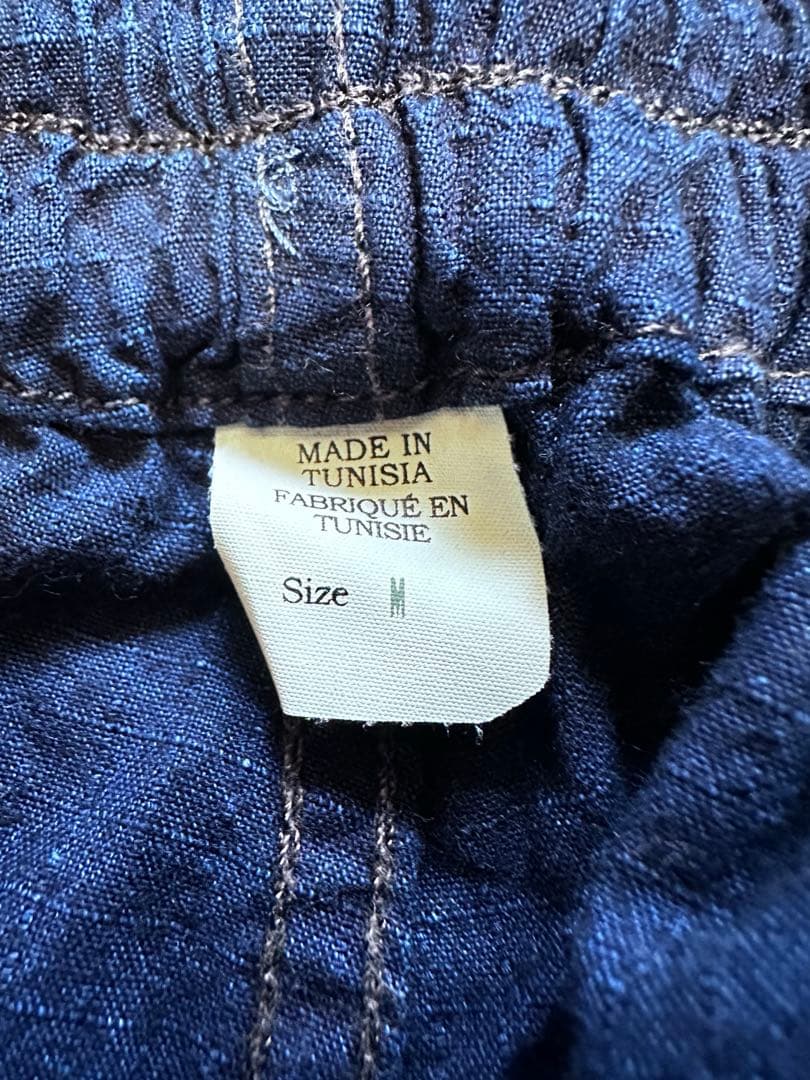 MADE IN
TUNISIA
FABRIQUÉ EN
TUNISIE
Size M